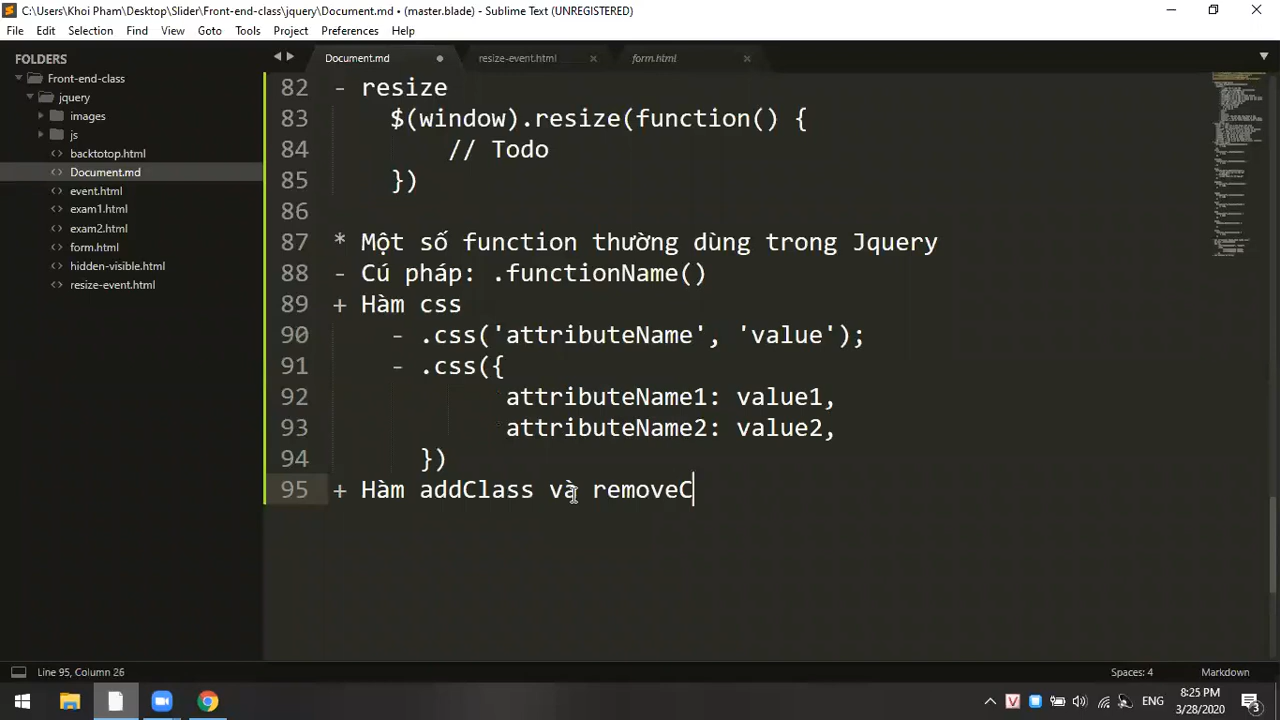 C:\Users\Khoi Pham\Desktop\Slider\Front-end-class\jquery\Document.md • (master.blade) - Sublime Text (UNREGISTERED)
File Edit Selection Find View Goto Tools Project Preferences Help
FOLDERS
Front-end-class
jquery
images
js
backtotop.html
Document.md
event.html
exam1.html
exam2.html
form.html
hidden-visible.html
resize-event.html
Document.md resize-event.html form.html
82 - resize
83 $(window).resize(function() {
84 // Todo
85 })
86
87 * Một số function thường dùng trong Jquery
88 - Cú pháp: .functionName()
89 + Hàm css
90 - .css('attributeName', 'value');
91 - .css({
92 attributeName1: value1,
93 attributeName2: value2,
94 })
95 + Hàm addClass và removeC
Line 95, Column 26 Spaces: 4 Markdown
ENG 8:25 PM
3/28/2020 3